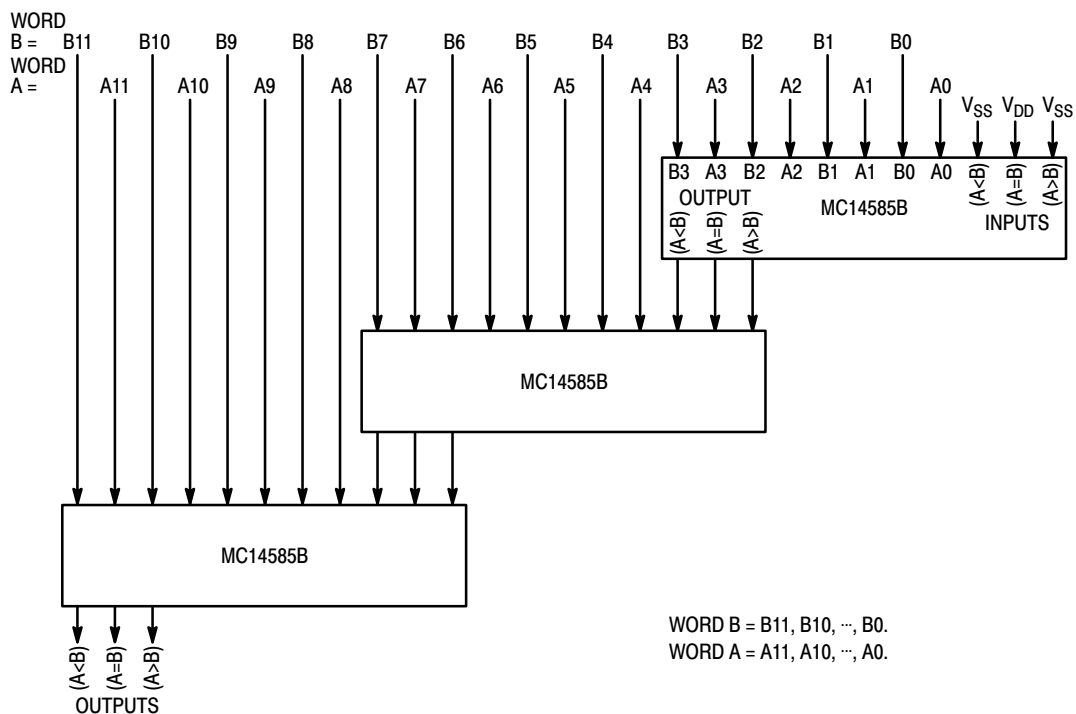 WORD
B = B11 B10 B9 B8 B7 B6 B5 B4 B3 B2 B1 B0
WORD
A = A11 A10 A9 A8 A7 A6 A5 A4 A3 A2 A1 A0
VSS VDD VSS
B3 A3 B2 A2 B1 A1 B0 A0 (A<B) (A=B) (A>B)
OUTPUT MC14585B INPUTS
(A<B) (A=B) (A>B)
MC14585B
MC14585B
(A<B) (A=B) (A>B)
OUTPUTS
WORD B = B11, B10, ···, B0.
WORD A = A11, A10, ···, A0.